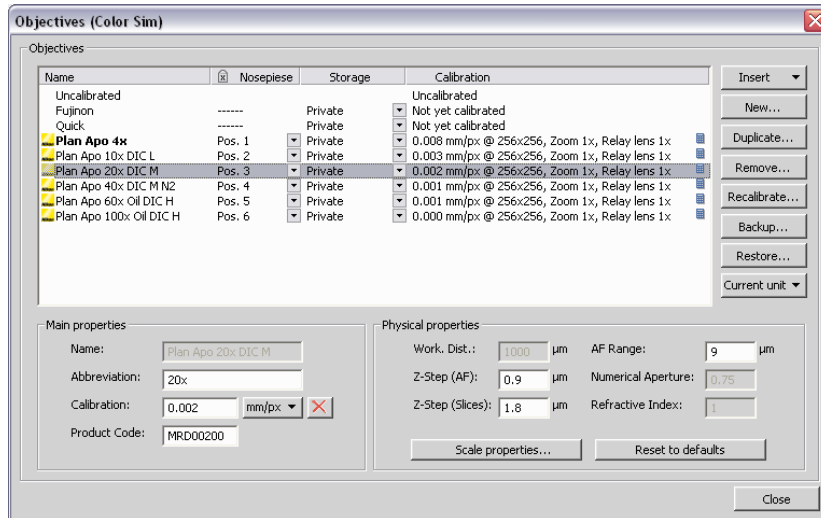 Objectives (Color Sim)
Objectives
Name Nosepiese Storage Calibration
Uncalibrated Uncalibrated
Fujinon ------ Private Not yet calibrated
Quick ------ Private Not yet calibrated
Plan Apo 4x Pos. 1 Private 0.008 mm/px @ 256x256, Zoom 1x, Relay lens 1x
Plan Apo 10x DIC L Pos. 2 Private 0.003 mm/px @ 256x256, Zoom 1x, Relay lens 1x
Plan Apo 20x DIC M Pos. 3 Private 0.002 mm/px @ 256x256, Zoom 1x, Relay lens 1x
Plan Apo 40x DIC M N2 Pos. 4 Private 0.001 mm/px @ 256x256, Zoom 1x, Relay lens 1x
Plan Apo 60x Oil DIC H Pos. 5 Private 0.001 mm/px @ 256x256, Zoom 1x, Relay lens 1x
Plan Apo 100x Oil DIC H Pos. 6 Private 0.000 mm/px @ 256x256, Zoom 1x, Relay lens 1x
Insert
New...
Duplicate...
Remove...
Recalibrate...
Backup...
Restore...
Current unit
Main properties
Name: Plan Apo 20x DIC M
Abbreviation: 20x
Calibration: 0.002 mm/px
Product Code: MRD00200
Physical properties
Work. Dist.: 1000 µm AF Range: 9 µm
Z-Step (AF): 0.9 µm Numerical Aperture: 0.75
Z-Step (Slices): 1.8 µm Refractive Index: 1
Scale properties... Reset to defaults
Close